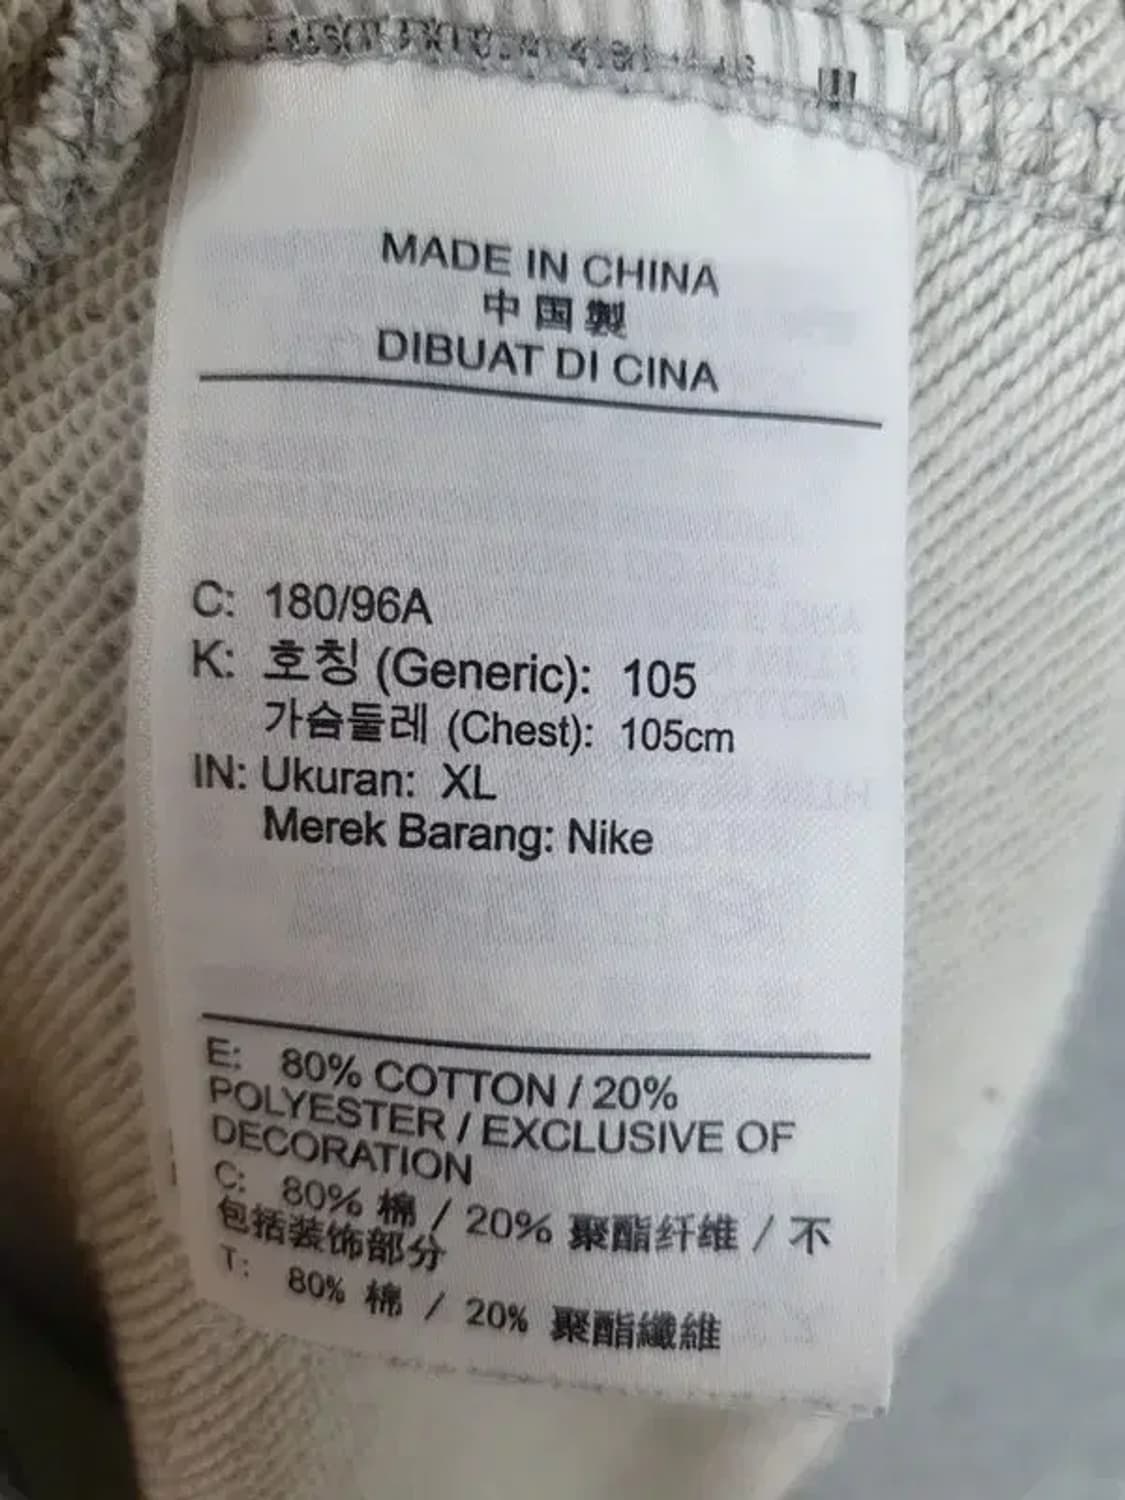 MADE IN CHINA
中国製
DIBUAT DI CINA
C: 180/96A
K: 호칭 (Generic): 105
가슴둘레 (Chest): 105cm
IN: Ukuran: XL
Merek Barang: Nike
E: 80% COTTON / 20%
POLYESTER / EXCLUSIVE OF
DECORATION
C: 80% 棉 / 20% 聚酯纤维 / 不
包括装饰部分
T: 80% 棉 / 20% 聚酯纖維